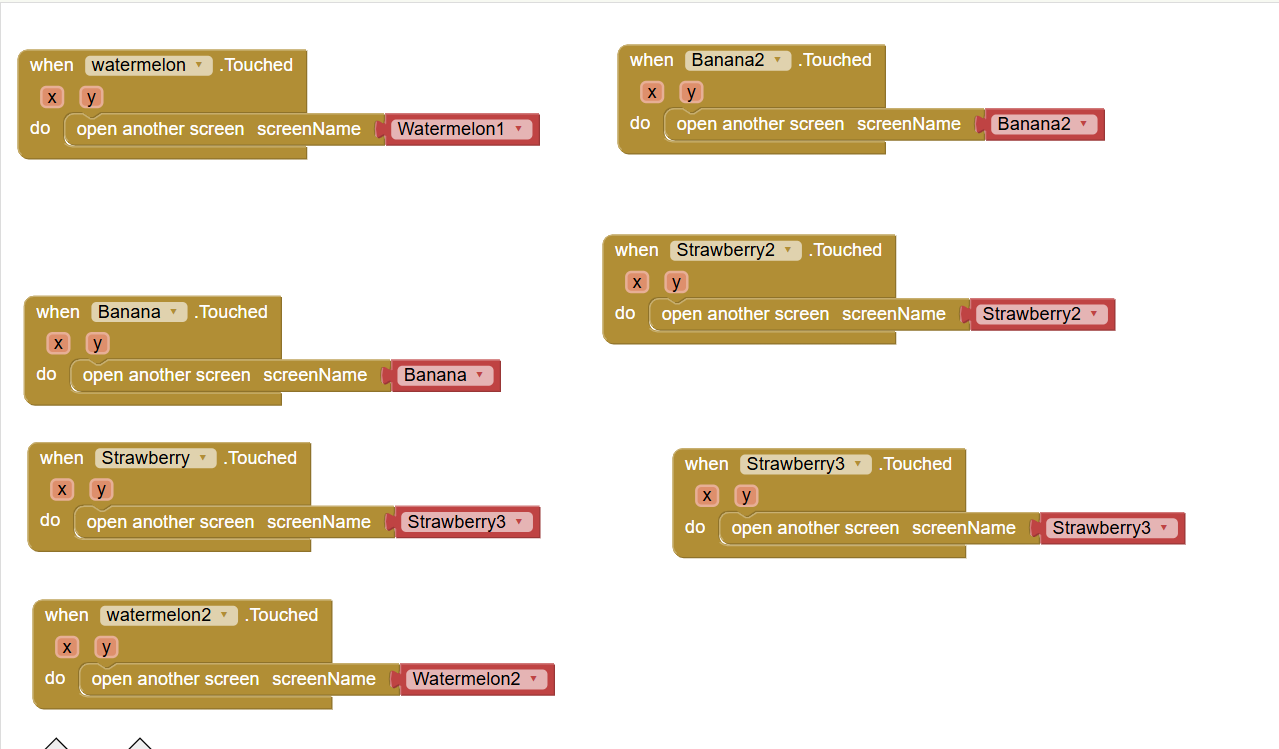 when watermelon .Touched
x y
do open another screen screenName Watermelon1
when Banana .Touched
x y
do open another screen screenName Banana
when Strawberry .Touched
x y
do open another screen screenName Strawberry3
when watermelon2 .Touched
x y
do open another screen screenName Watermelon2
when Banana2 .Touched
x y
do open another screen screenName Banana2
when Strawberry2 .Touched
x y
do open another screen screenName Strawberry2
when Strawberry3 .Touched
x y
do open another screen screenName Strawberry3